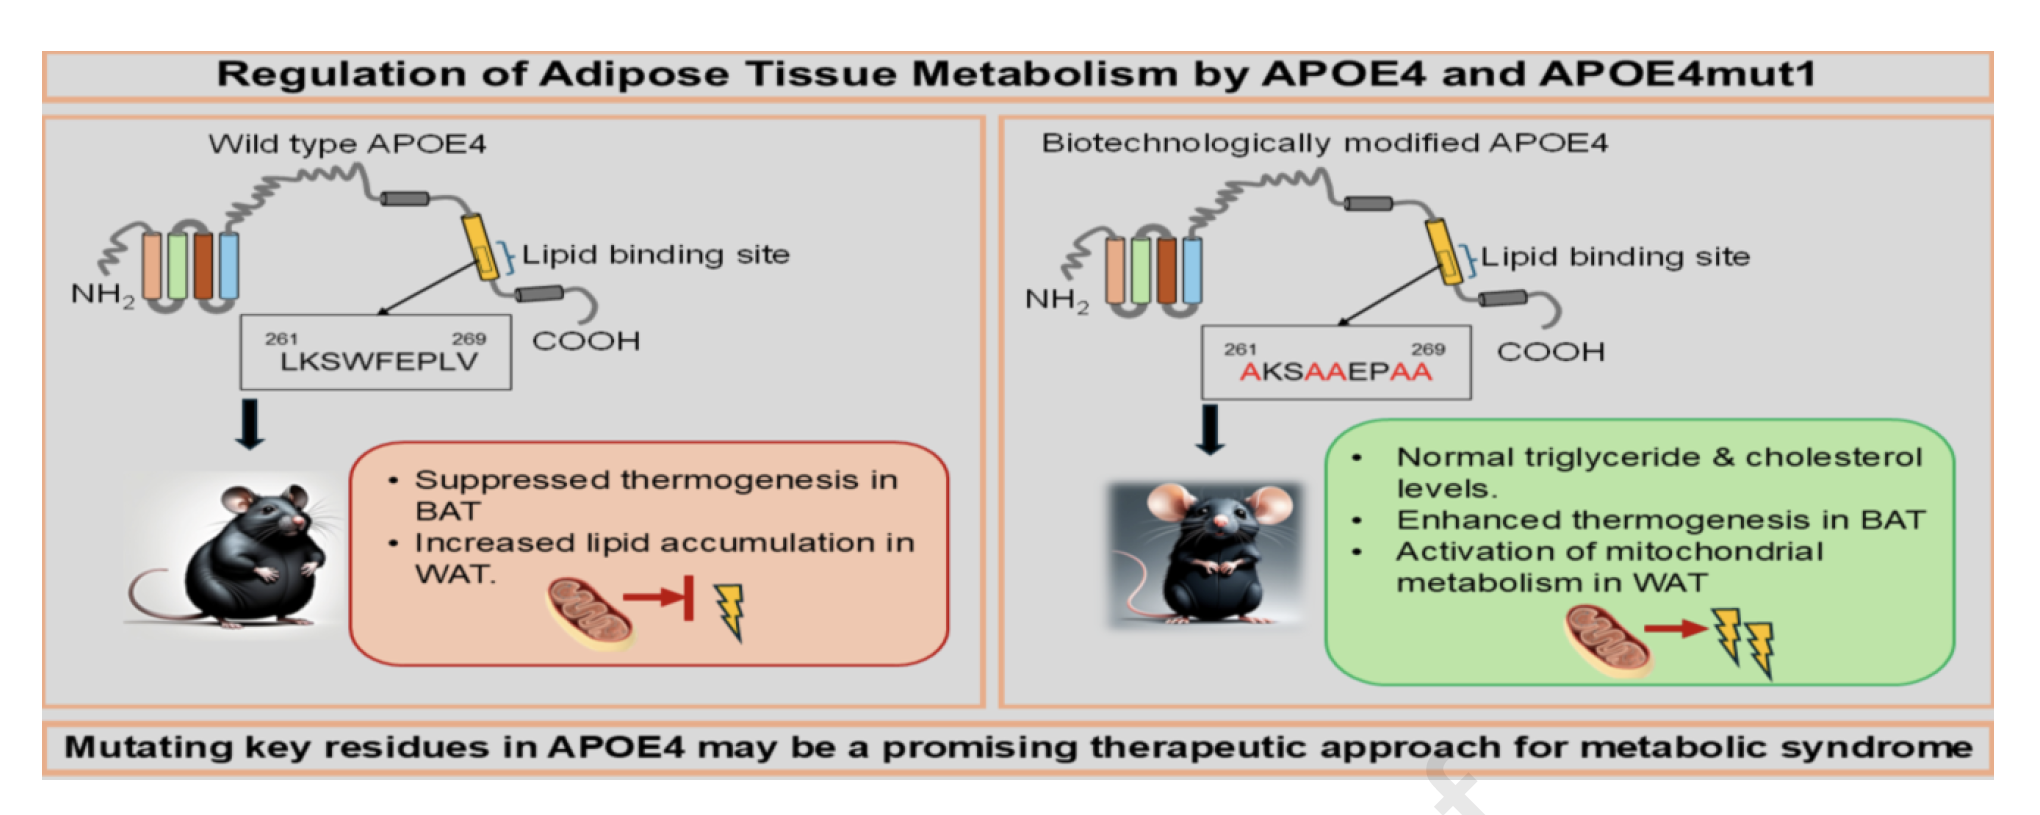 Regulation of Adipose Tissue Metabolism by APOE4 and APOE4mut1
Wild type APOE4
Lipid binding site
NH2
COOH
261 269
LKSWFEPLV
• Suppressed thermogenesis in
BAT
• Increased lipid accumulation in
WAT.
Biotechnologically modified APOE4
Lipid binding site
NH2
COOH
261 269
AKSAAEPAA
• Normal triglyceride & cholesterol
levels.
• Enhanced thermogenesis in BAT
• Activation of mitochondrial
metabolism in WAT
Mutating key residues in APOE4 may be a promising therapeutic approach for metabolic syndrome
f